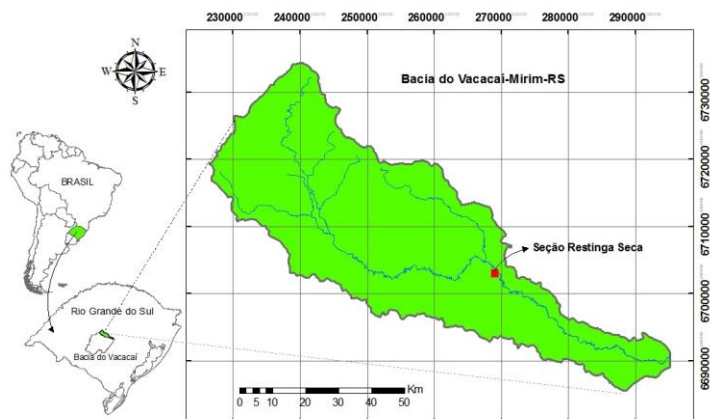 230000 240000 250000 260000 270000 280000 290000
N
W E
S
Bacia do Vacacaí-Mirim-RS
6730000
6720000
BRASIL
6710000
Seção Restinga Seca
6700000
Rio Grande do Sul
Bacia do Vacacaí
6690000
Km
0 5 10 20 30 40 50